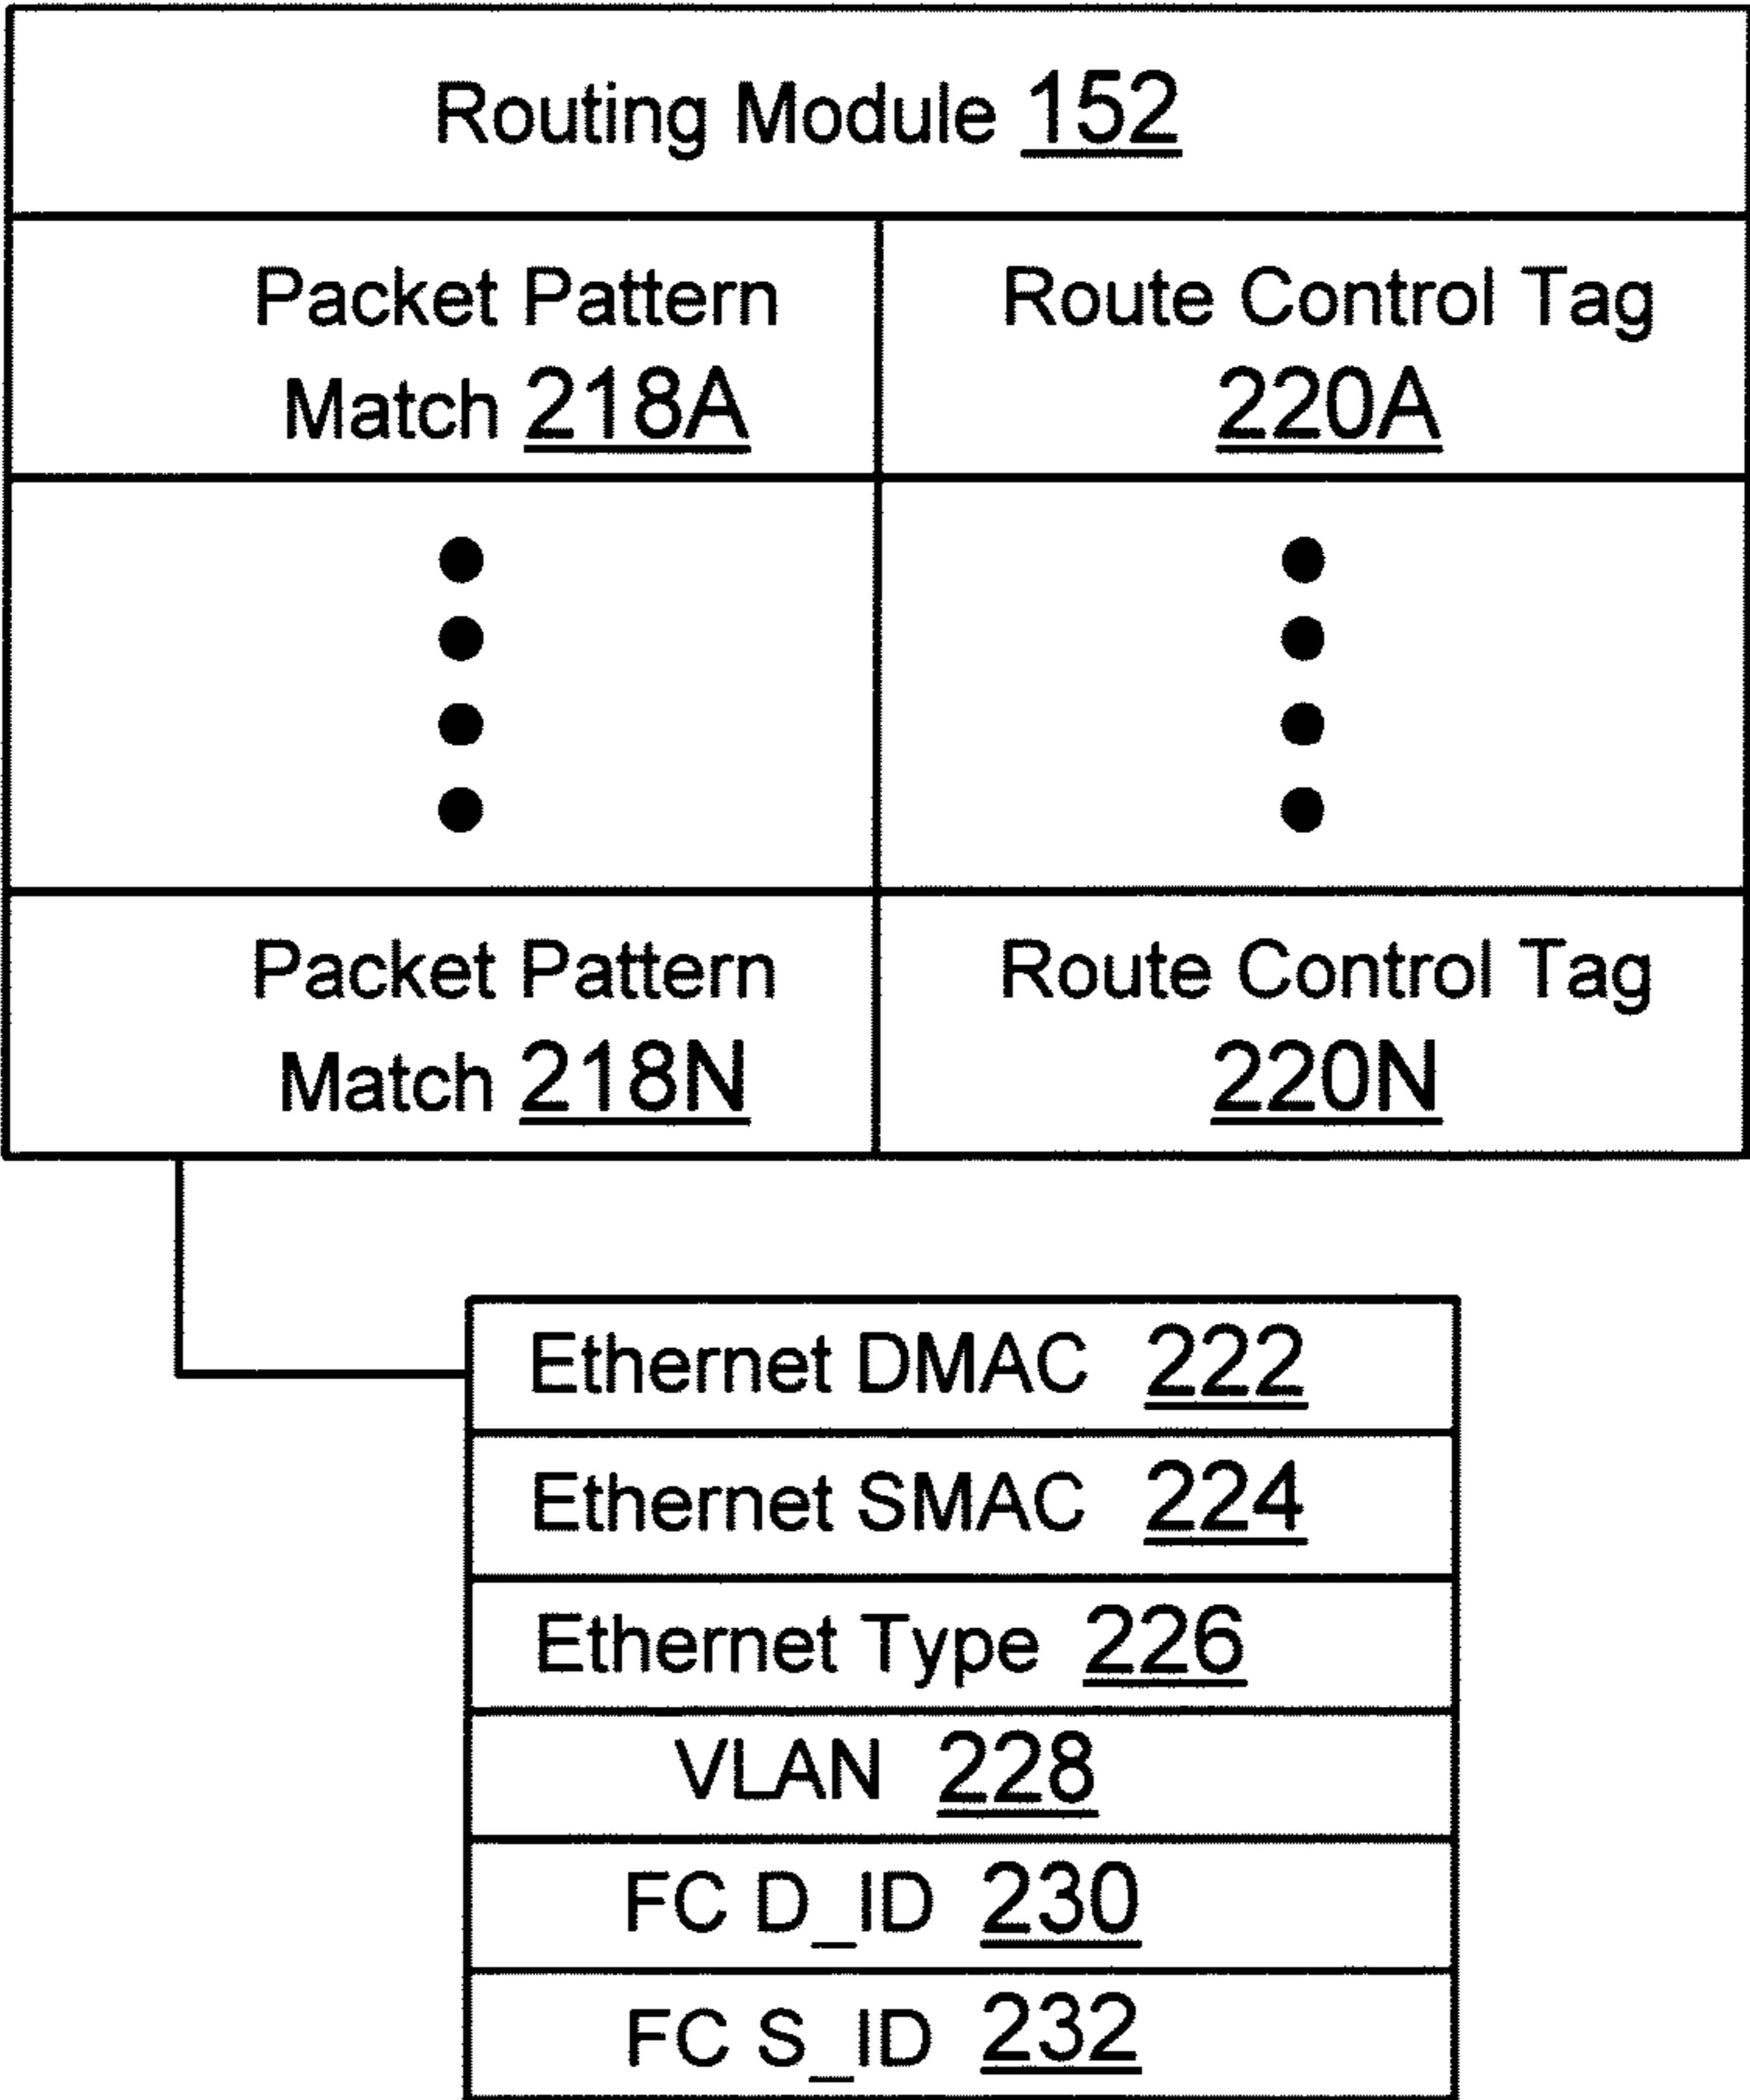 Routing Module 152
Packet Pattern
Match 218A
Route Control Tag
220A
Packet Pattern
Match 218N
Route Control Tag
220N
Ethernet DMAC 222
Ethernet SMAC 224
Ethernet Type 226
VLAN 228
FC D_ID 230
FC S_ID 232